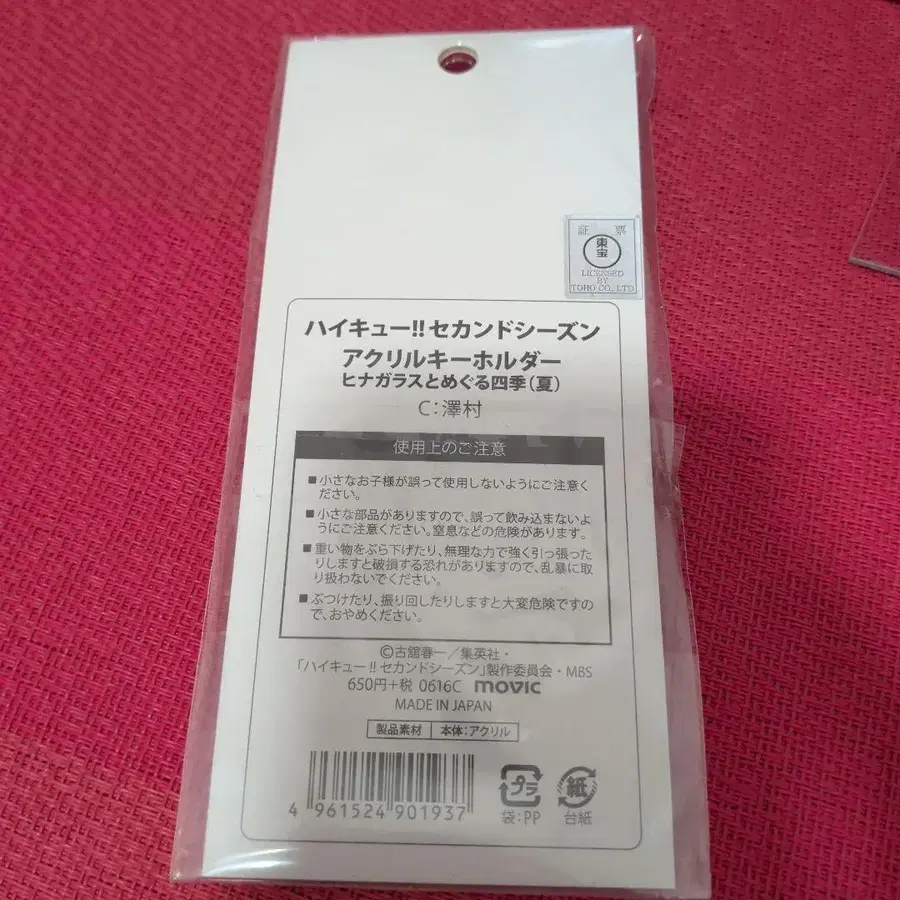 証 票
東宝
LICENSED
BY
TOHO CO., LTD
ハイキュー!! セカンドシーズン
アクリルキーホルダー
ヒナガラスとめぐる四季(夏)
C:澤村
使用上のご注意
■小さなお子様が誤って使用しないようにご注意く
ださい。
■小さな部品がありますので、誤って飲み込まないよ
うにご注意ください。窒息などの危険があります。
■重い物をぶら下げたり、無理な力で強く引っ張った
りしますと破損する恐れがありますので、乱暴に取
り扱わないでください。
■ぶつけたり、振り回したりしますと大変危険ですの
で、おやめください。
©古舘春一/集英社・
「ハイキュー!! セカンドシーズン」製作委員会・MBS
650円+税 0616C movic
MADE IN JAPAN
製品素材 本体:アクリル
4 961524 901937
プラ 紙
袋:PP 台紙